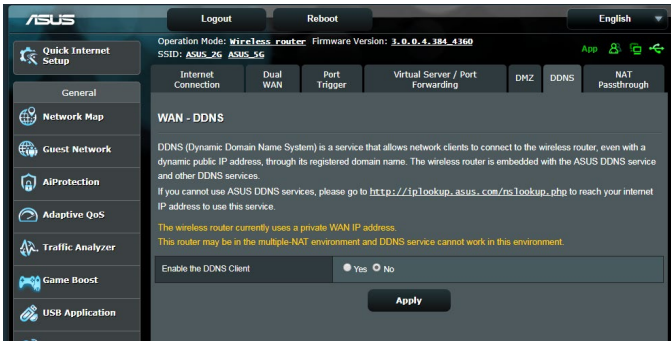 ASUS
Logout
Reboot
English
Quick Internet Setup
Operation Mode: Wireless router Firmware Version: 3.0.0.4.384_4360
SSID: ASUS_2G ASUS_5G
App
Internet Connection
Dual WAN
Port Trigger
Virtual Server / Port Forwarding
DMZ
DDNS
NAT Passthrough
General
Network Map
Guest Network
AiProtection
Adaptive QoS
Traffic Analyzer
Game Boost
USB Application
WAN - DDNS
DDNS (Dynamic Domain Name System) is a service that allows network clients to connect to the wireless router, even with a
dynamic public IP address, through its registered domain name. The wireless router is embedded with the ASUS DDNS service
and other DDNS services.
If you cannot use ASUS DDNS services, please go to http://iplookup.asus.com/nslookup.php to reach your internet
IP address to use this service.
The wireless router currently uses a private WAN IP
address.
This router may be in the multiple-NAT environment and DDNS service cannot work in this environment.
Enable the DDNS Client
Yes No
Apply